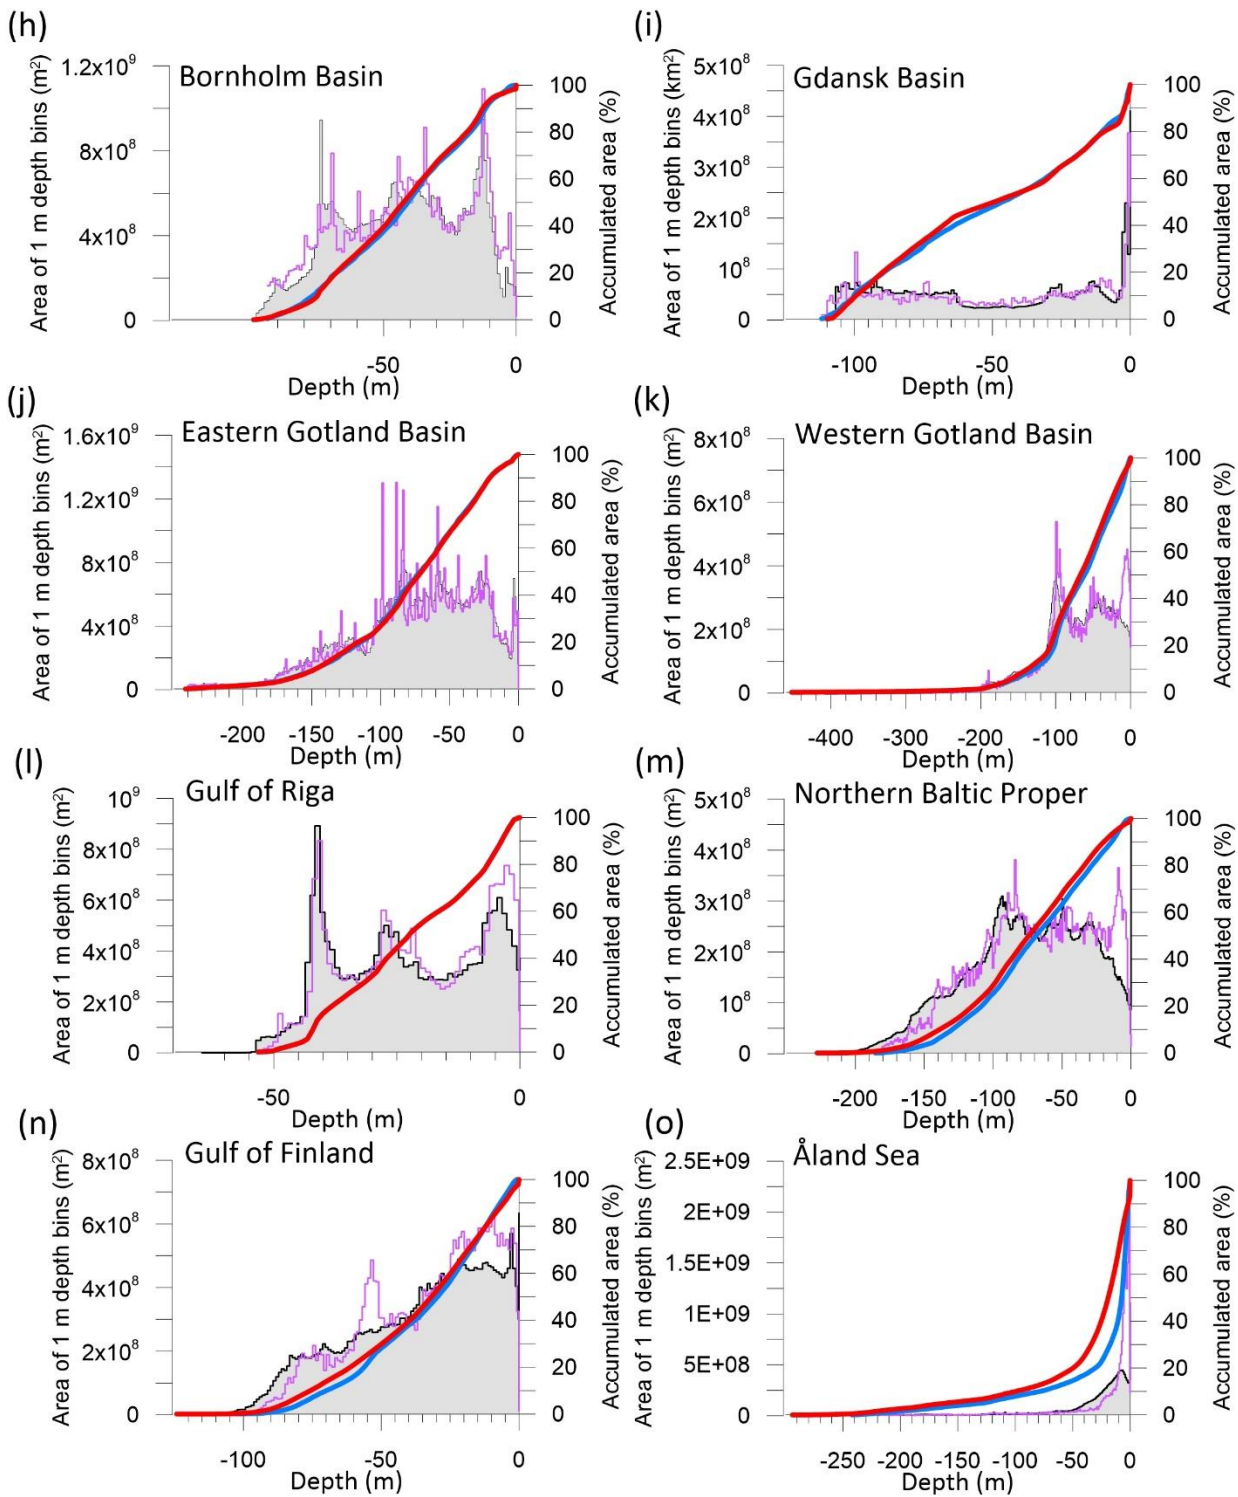 (h)
Bornholm Basin
Area of 1 m depth bins (m²)
1.2x10⁹
8x10⁸
4x10⁸
0
100
80
60
40
20
0
Accumulated area (%)
-50
0
Depth (m)
(i)
Gdansk Basin
Area of 1 m depth bins (km²)
5x10⁸
4x10⁸
3x10⁸
2x10⁸
10⁸
0
100
80
60
40
20
0
Accumulated area (%)
-100
-50
0
Depth (m)
(j)
Eastern Gotland Basin
Area of 1 m depth bins (m²)
1.6x10⁹
1.2x10⁹
8x10⁸
4x10⁸
0
100
80
60
40
20
0
Accumulated area (%)
-200
-150
-100
-50
0
Depth (m)
(k)
Western Gotland Basin
Area of 1 m depth bins (m²)
8x10⁸
6x10⁸
4x10⁸
2x10⁸
0
100
80
60
40
20
0
Accumulated area (%)
-400
-300
-200
-100
0
Depth (m)
(l)
Gulf of Riga
Area of 1 m depth bins (m²)
10⁹
8x10⁸
6x10⁸
4x10⁸
2x10⁸
0
100
80
60
40
20
0
Accumulated area (%)
-50
0
Depth (m)
(m)
Northern Baltic Proper
Area of 1 m depth bins (m²)
5x10⁸
4x10⁸
3x10⁸
2x10⁸
10⁸
0
100
80
60
40
20
0
Accumulated area (%)
-200
-150
-100
-50
0
Depth (m)
(n)
Gulf of Finland
Area of 1 m depth bins (m²)
8x10⁸
6x10⁸
4x10⁸
2x10⁸
0
100
80
60
40
20
0
Accumulated area (%)
-100
-50
0
Depth (m)
(o)
Åland Sea
Area of 1 m depth bins (m²)
2.5E+09
2E+09
1.5E+09
1E+09
5E+08
0
100
80
60
40
20
0
Accumulated area (%)
-250
-200
-150
-100
-50
0
Depth (m)